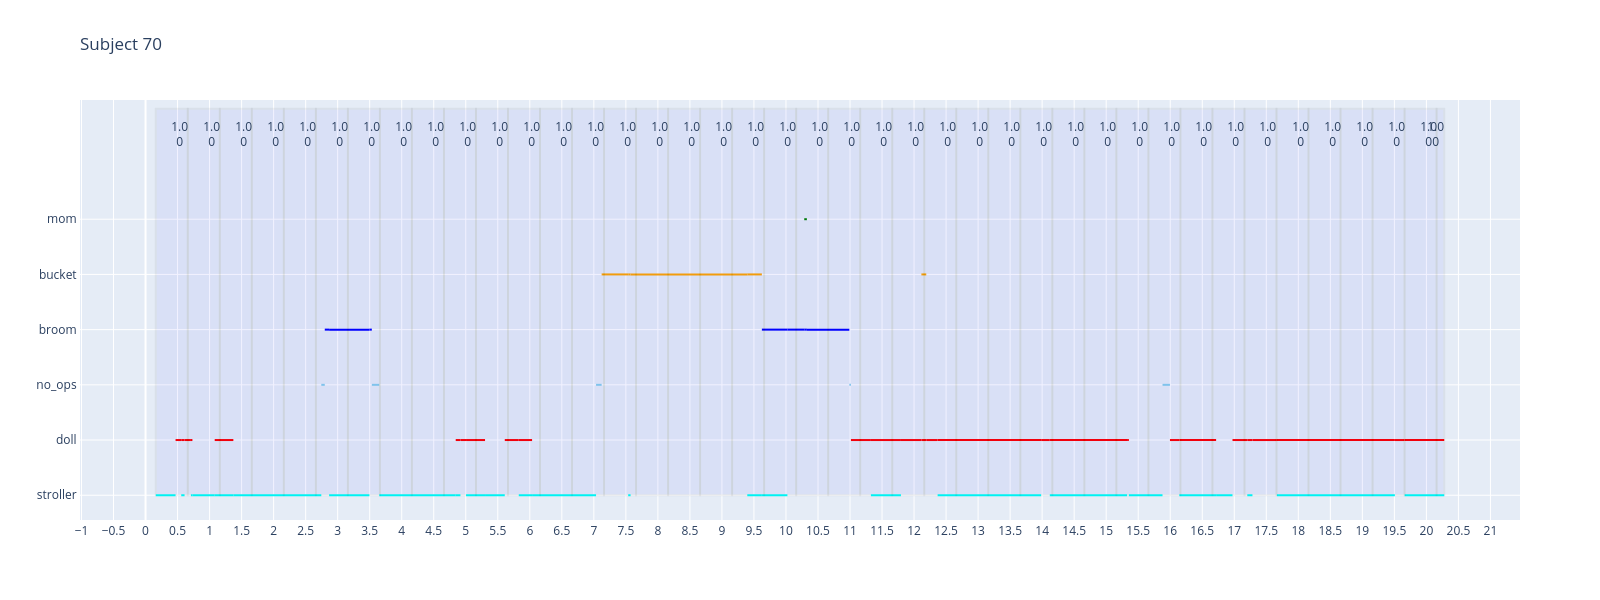 Subject 70
1.0 1.0 1.0 1.0 1.0 1.0 1.0 1.0 1.0 1.0 1.0 1.0 1.0 1.0 1.0 1.0 1.0 1.0 1.0 1.0 1.0 1.0 1.0 1.0 1.0 1.0 1.0 1.0 1.0 1.0 1.0 1.0 1.0 1.0 1.0 1.0 1.0 1.0 1.0
0 0 0 0 0 0 0 0 0 0 0 0 0 0 0 0 0 0 0 0 0 0 0 0 0 0 0 0 0 0 0 0 0 0 0 0 0 0 0
mom
bucket
broom
no_ops
doll
stroller
−1 −0.5 0 0.5 1 1.5 2 2.5 3 3.5 4 4.5 5 5.5 6 6.5 7 7.5 8 8.5 9 9.5 10 10.5 11 11.5 12 12.5 13 13.5 14 14.5 15 15.5 16 16.5 17 17.5 18 18.5 19 19.5 20 20.5 21